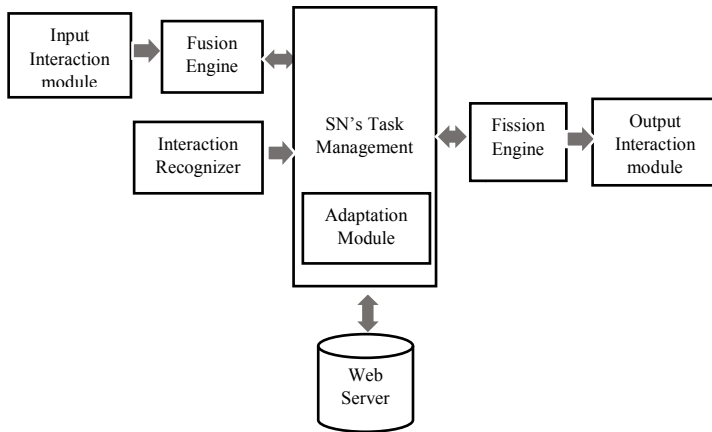 Input
Interaction
module
Fusion
Engine
Interaction
Recognizer
SN's Task
Management
Adaptation
Module
Fission
Engine
Output
Interaction
module
Web
Server